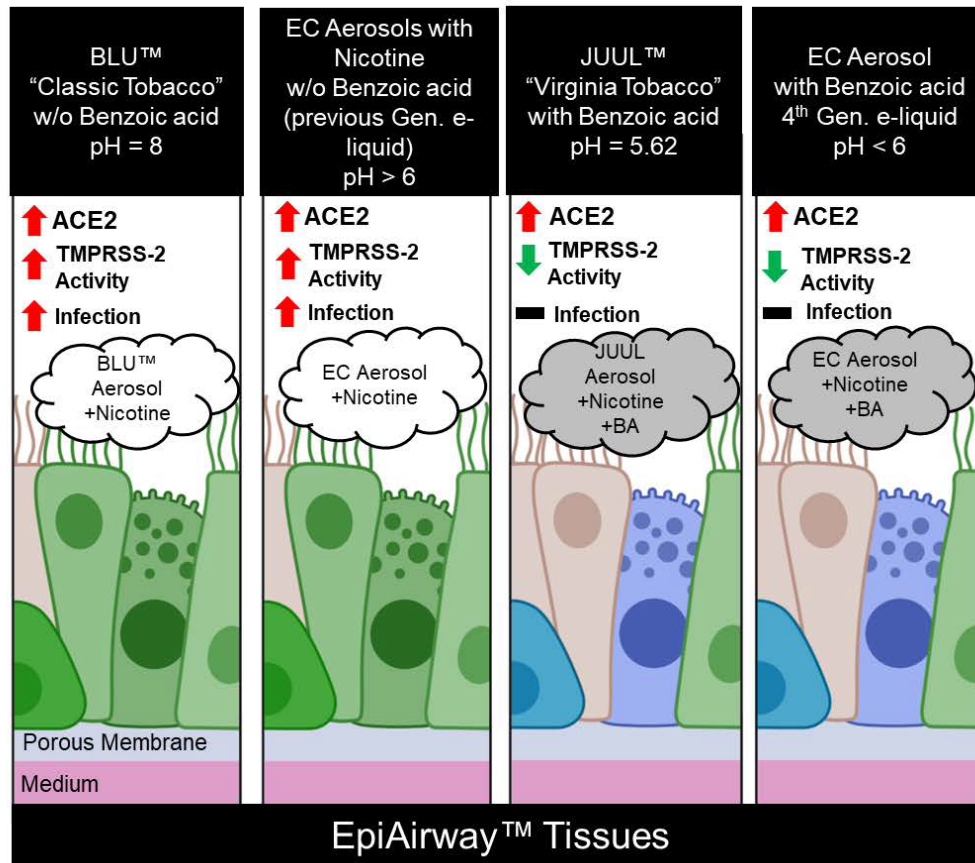 BLU™
“Classic Tobacco”
w/o Benzoic acid
pH = 8
EC Aerosols with
Nicotine
w/o Benzoic acid
(previous Gen. e-
liquid)
pH > 6
JUUL™
“Virginia Tobacco”
with Benzoic acid
pH = 5.62
EC Aerosol
with Benzoic acid
4th Gen. e-liquid
pH < 6
ACE2
TMPRSS-2
Activity
Infection
BLU™
Aerosol
+Nicotine
ACE2
TMPRSS-2
Activity
Infection
EC Aerosol
+Nicotine
ACE2
TMPRSS-2
Activity
Infection
JUUL
Aerosol
+Nicotine
+BA
ACE2
TMPRSS-2
Activity
Infection
EC Aerosol
+Nicotine
+BA
Porous Membrane
Medium
EpiAirway™ Tissues